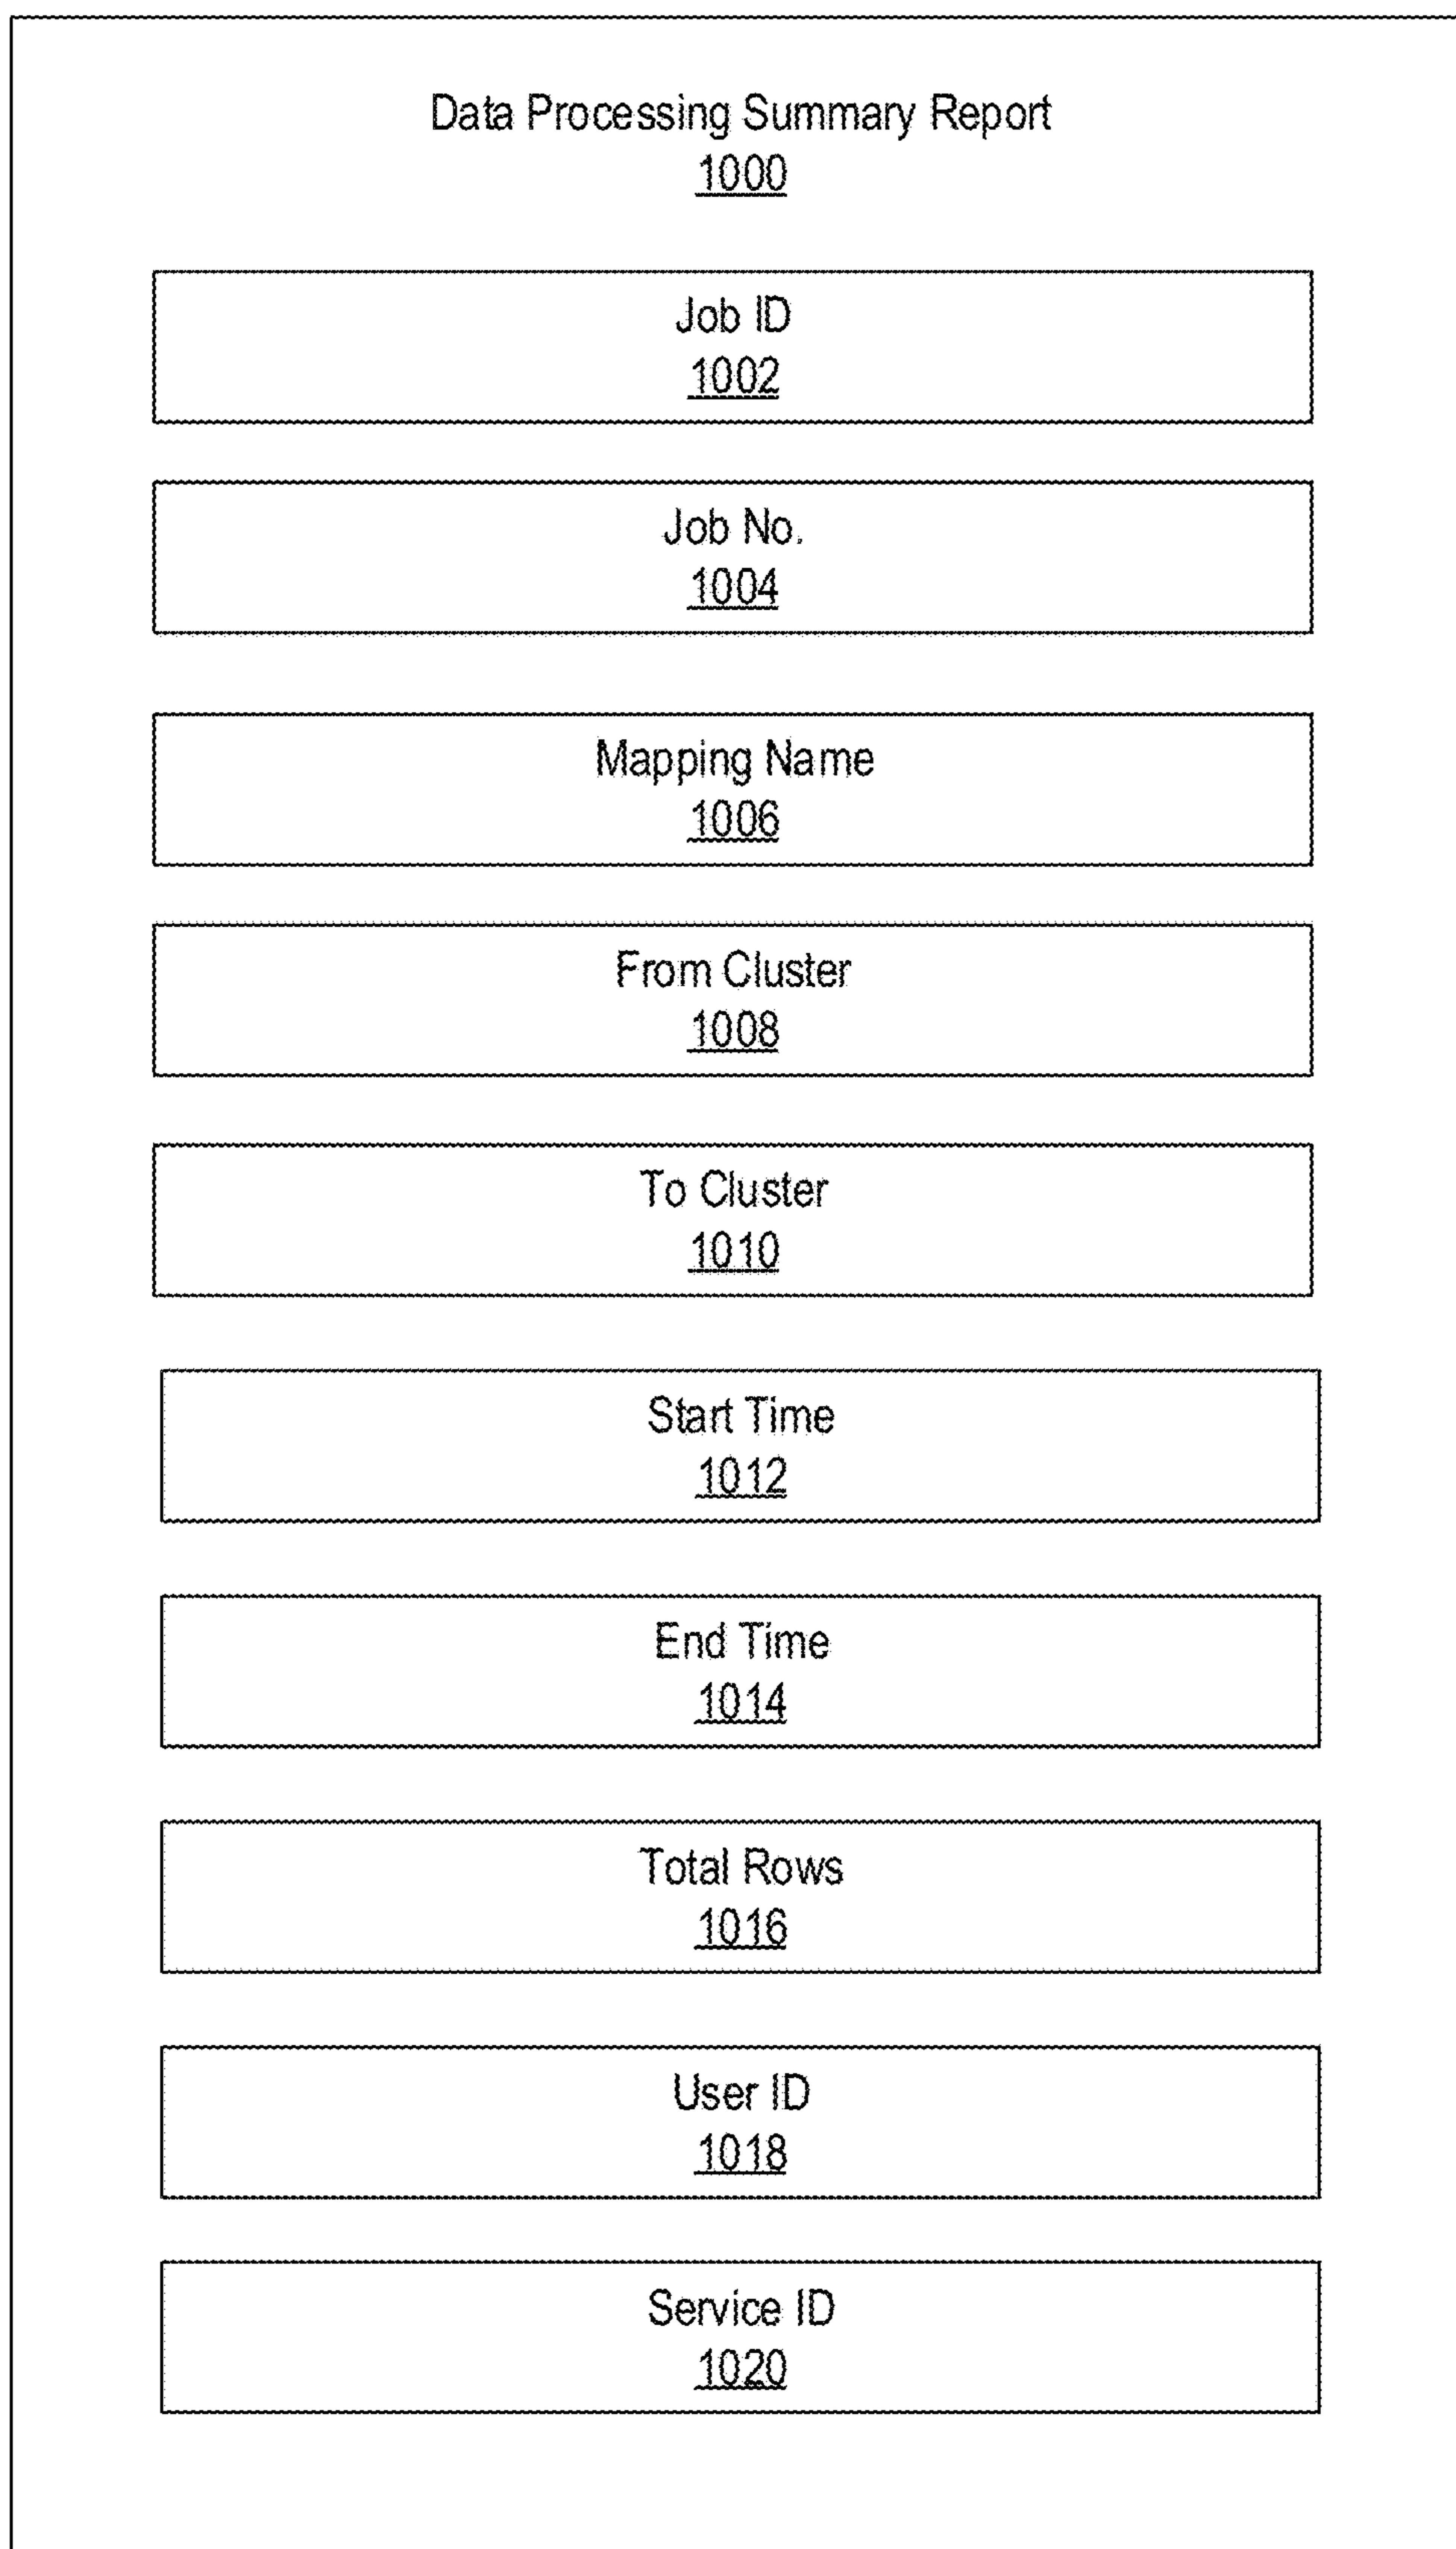 Data Processing Summary Report
1000
Job ID
1002
Job No.
1004
Mapping Name
1006
From Cluster
1008
To Cluster
1010
Start Time
1012
End Time
1014
Total Rows
1016
User ID
1018
Service ID
1020